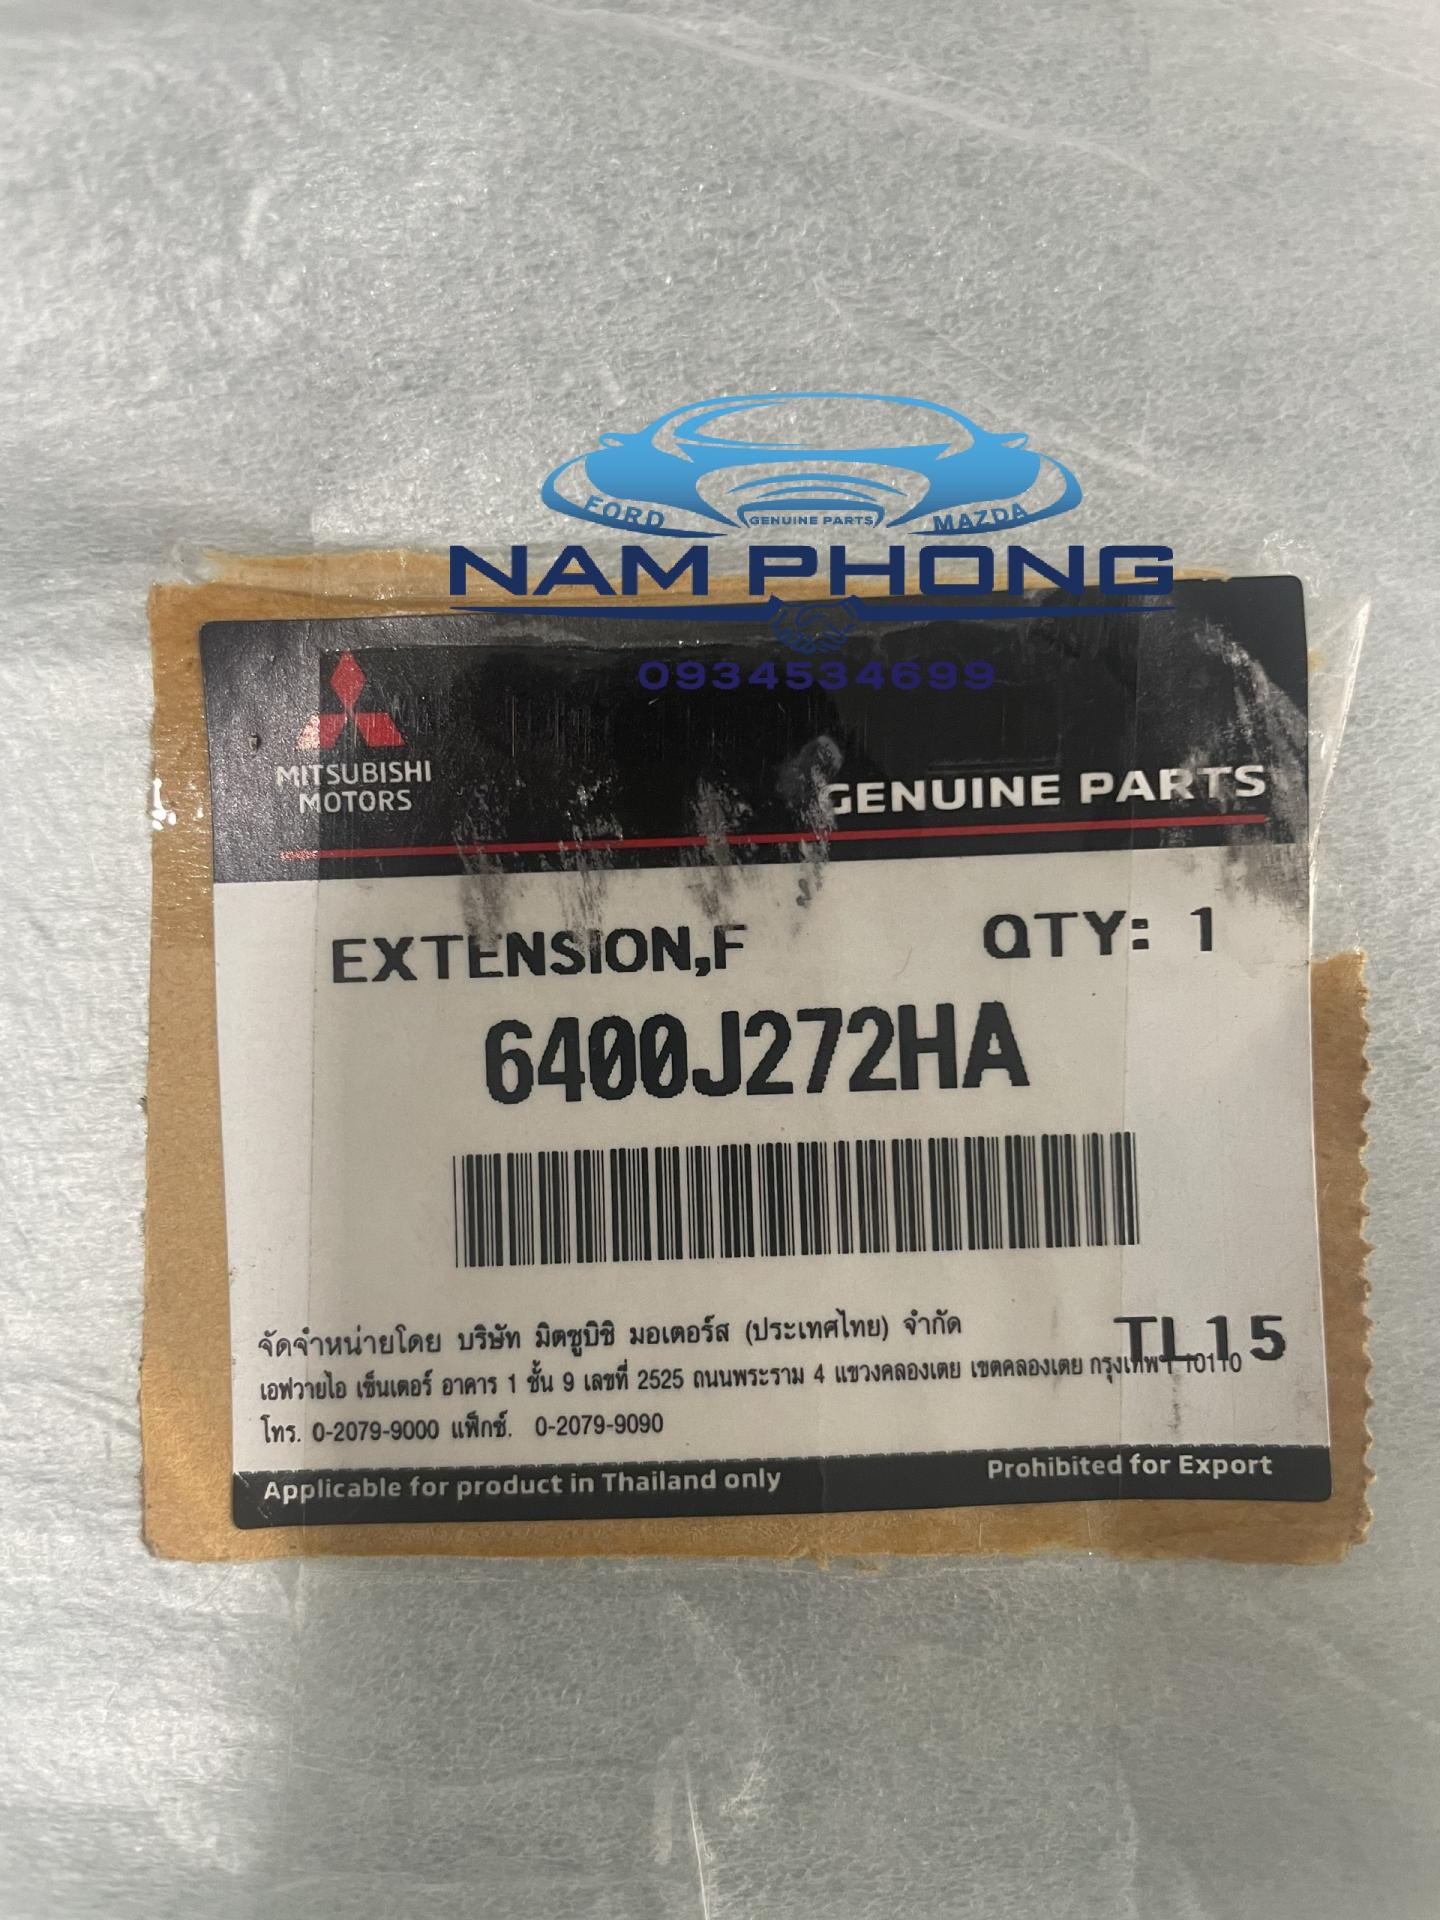 FORD
GENUINE PARTS
MAZDA
NAM PHONG
0934534699
MITSUBISHI
MOTORS
GENUINE PARTS
EXTENSION,F
QTY: 1
6400J272HA
จัดจำหน่ายโดย บริษัท มิตซูบิชิ มอเตอร์ส (ประเทศไทย) จำกัด
TL15
เอฟวายไอ เซ็นเตอร์ อาคาร 1 ชั้น 9 เลขที่ 2525 ถนนพระราม 4 แขวงคลองเตย เขตคลองเตย กรุงเทพฯ 10110
โทร. 0-2079-9000 แฟ็กซ์. 0-2079-9090
Applicable for product in Thailand only
Prohibited for Export